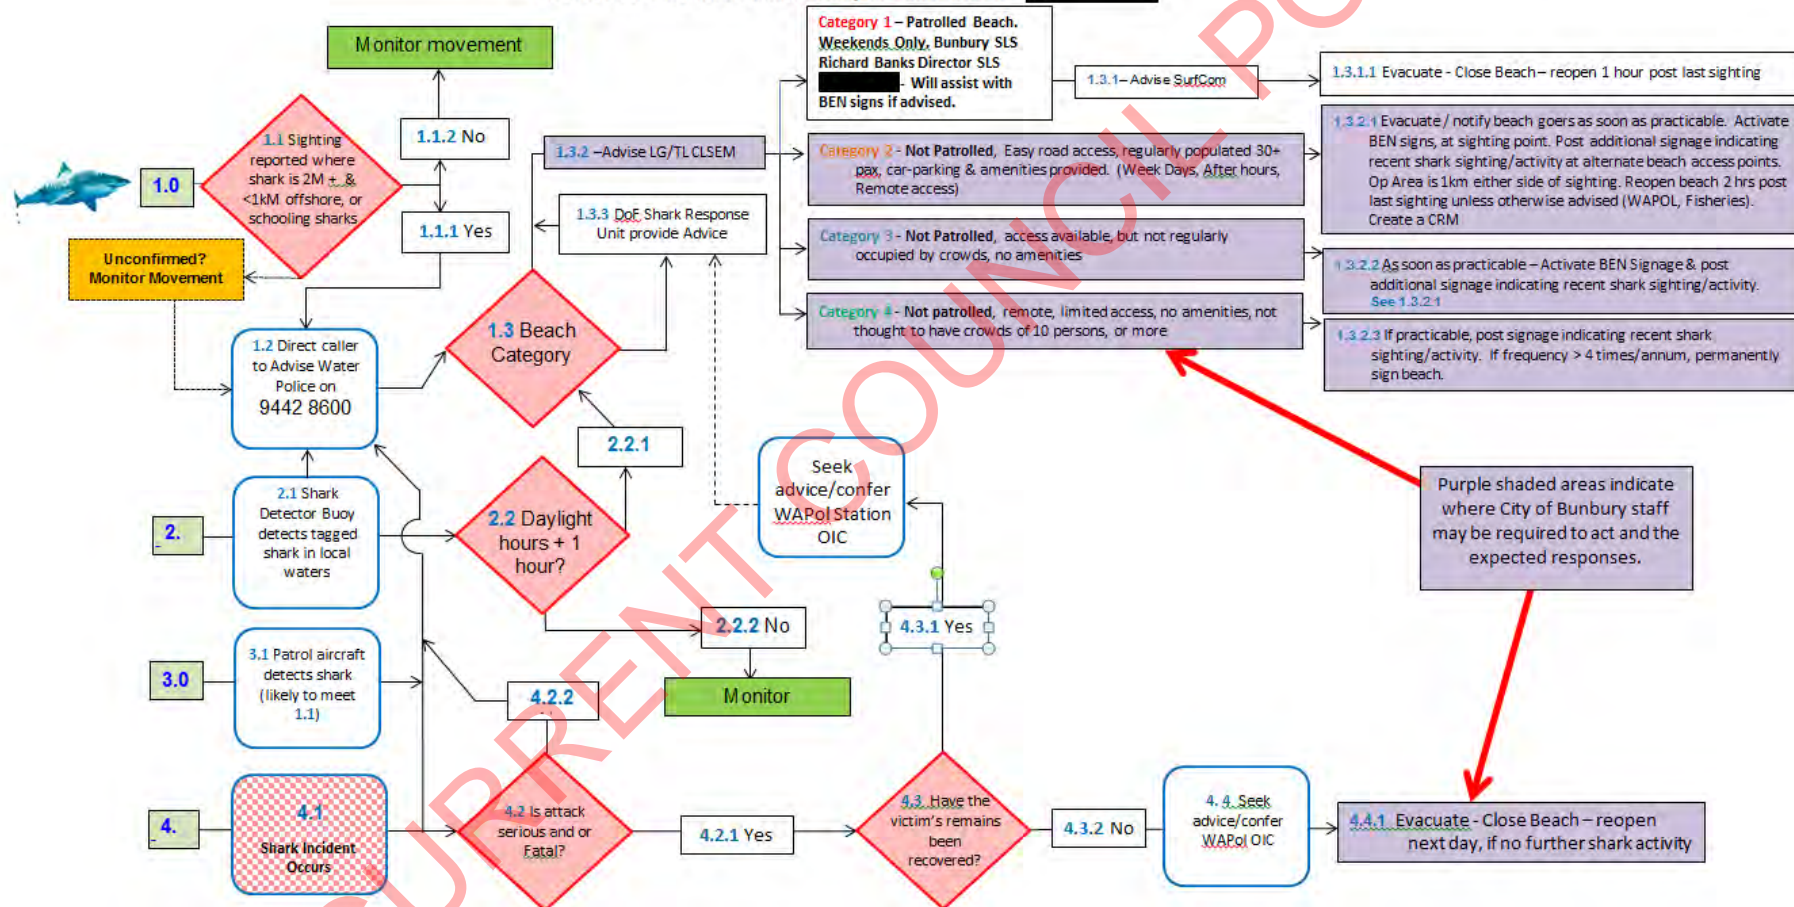 Monitor movement
Category 1 – Patrolled Beach.
Weekends Only, Bunbury SLS
Richard Banks Director SLS
- Will assist with
BEN signs if advised.
1.3.1– Advise SurfCom
1.3.1.1 Evacuate - Close Beach – reopen 1 hour post last sighting
1.1 Sighting
reported where
shark is 2M + &
<1kM offshore, or
schooling sharks
1.1.2 No
1.0
1.1.1 Yes
1.3.2 –Advise LG/TL CLSEM
Category 2 - Not Patrolled, Easy road access, regularly populated 30+
pax, car-parking & amenities provided. (Week Days, After hours,
Remote access)
1.3.2.1 Evacuate / notify beach goers as soon as practicable. Activate
BEN signs, at sighting point. Post additional signage indicating
recent shark sighting/activity at alternate beach access points.
Op Area is 1km either side of sighting. Reopen beach 2 hrs post
last sighting unless otherwise advised (WAPOL, Fisheries).
Create a CRM
1.3.3 DoF Shark Response
Unit provide Advice
Category 3 - Not Patrolled, access available, but not regularly
occupied by crowds, no amenities
1.3.2.2 As soon as practicable – Activate BEN Signage & post
additional signage indicating recent shark sighting/activity.
See 1.3.2.1
Unconfirmed?
Monitor Movement
Category 4 - Not patrolled, remote, limited access, no amenities, not
thought to have crowds of 10 persons, or more
1.3.2.3 If practicable, post signage indicating recent shark
sighting/activity. If frequency > 4 times/annum, permanently
sign beach.
1.2 Direct caller
to Advise Water
Police on
9442 8600
1.3 Beach
Category
2.2.1
Seek
advice/confer
WAPol Station
OIC
Purple shaded areas indicate
where City of Bunbury staff
may be required to act and the
expected responses.
2.
2.1 Shark
Detector Buoy
detects tagged
shark in local
waters
2.2 Daylight
hours + 1
hour?
2.2.2 No
4.3.1 Yes
Monitor
3.0
3.1 Patrol aircraft
detects shark
(likely to meet
1.1)
4.2.2
4.
4.1
Shark Incident
Occurs
4.2 Is attack
serious and or
Fatal?
4.2.1 Yes
4.3 Have the
victim's remains
been
recovered?
4.3.2 No
4. 4 Seek
advice/confer
WAPol OIC
4.4.1 Evacuate - Close Beach – reopen
next day, if no further shark activity
CURRENT COUNCIL PO